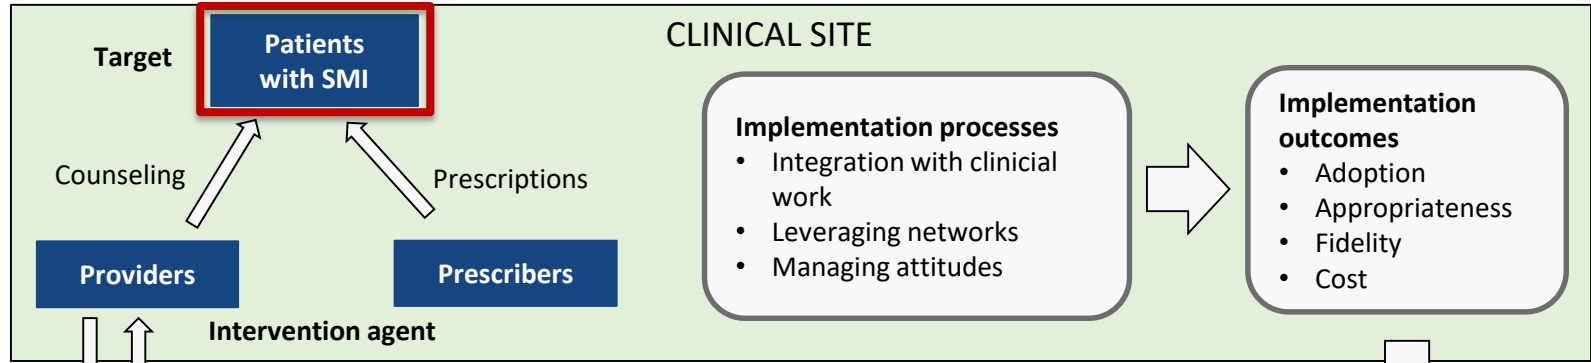 CLINICAL SITE
Target
Patients
with SMI
Counseling
Prescriptions
Providers
Prescribers
Intervention agent
Implementation processes
• Integration with clinicial
work
• Leveraging networks
• Managing attitudes
Implementation
outcomes
• Adoption
• Appropriateness
• Fidelity
• Cost